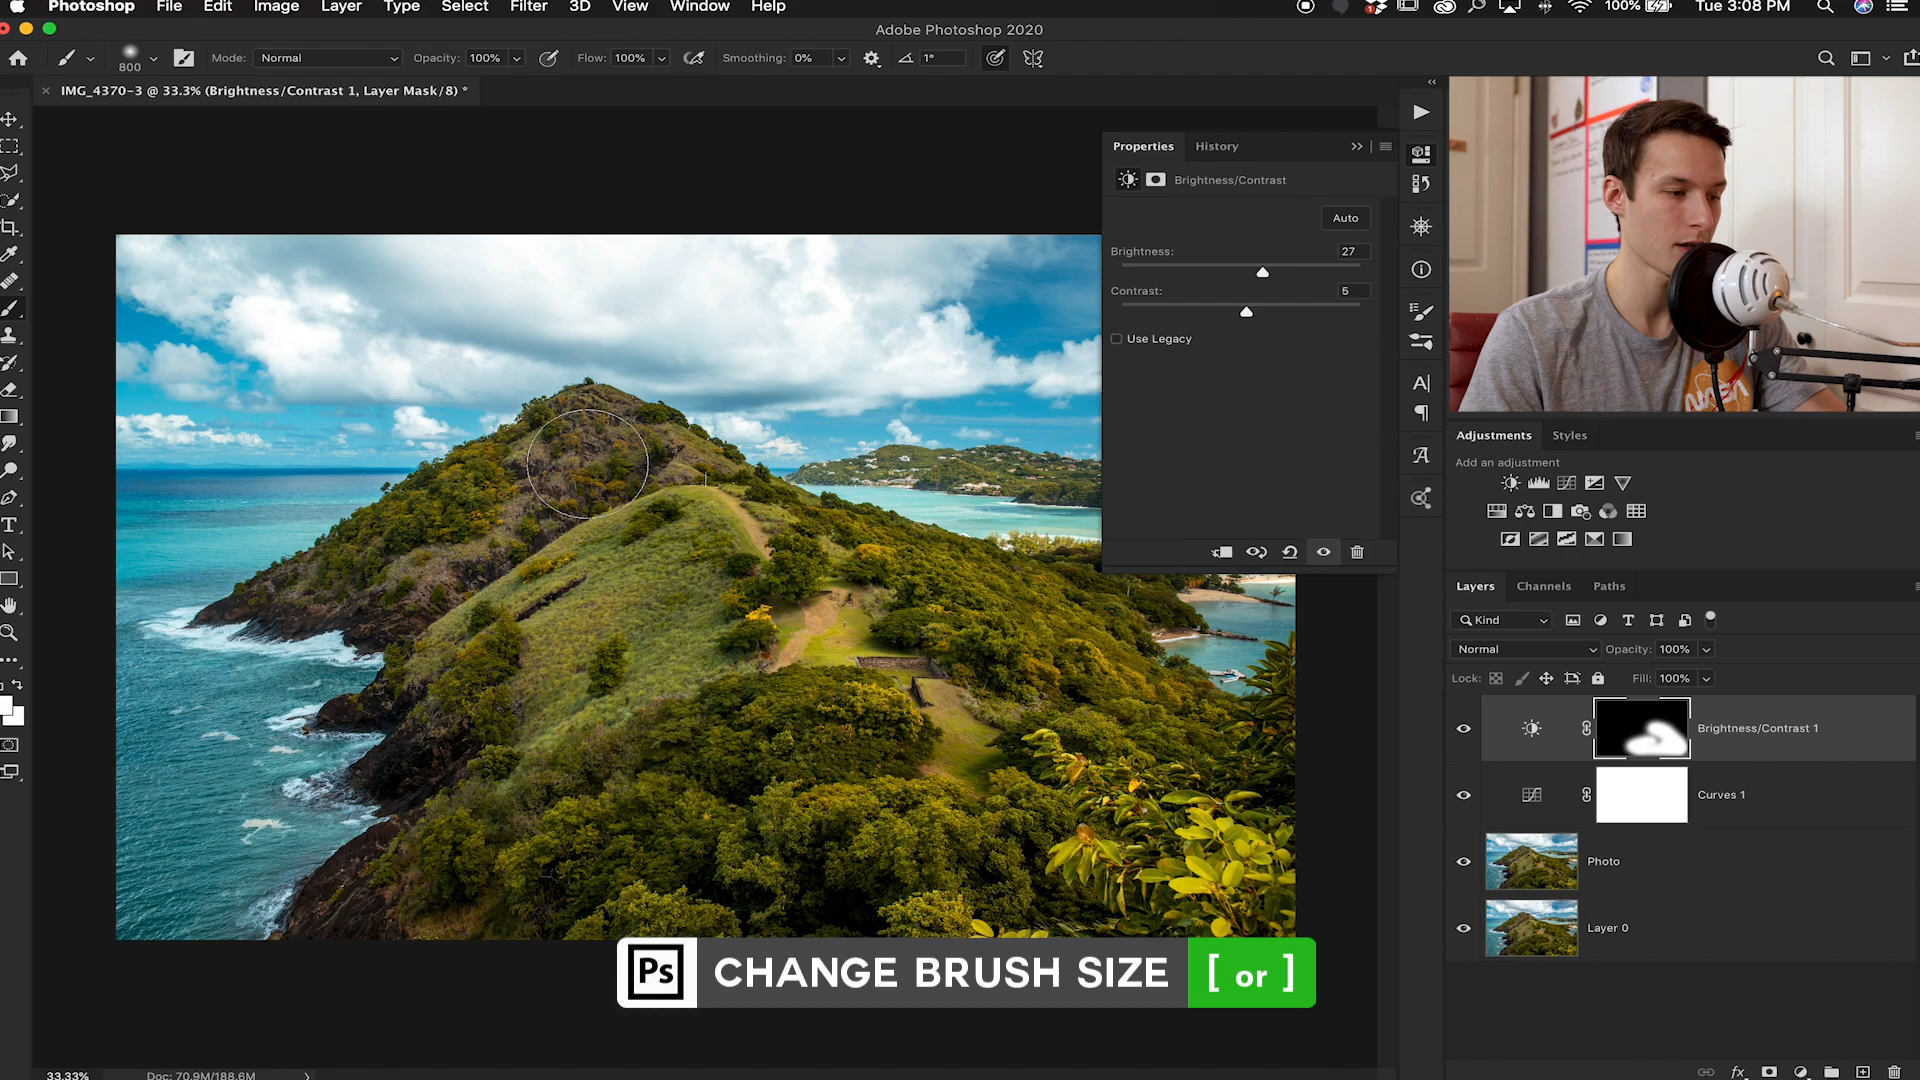 Photoshop File Edit Image Layer Type Select Filter 3D View Window Help 1 100% Tue 3:08 PM
Adobe Photoshop 2020
800 Mode: Normal Opacity: 100% Flow: 100% Smoothing: 0% 1°
IMG_4370-3 @ 33.3% (Brightness/Contrast 1, Layer Mask/8) *
Properties History
Brightness/Contrast
Auto
Brightness: 27
Contrast: 5
Use Legacy
NASA
Adjustments Styles
Add an adjustment
Layers Channels Paths
Kind
Normal Opacity: 100%
Lock: Fill: 100%
Brightness/Contrast 1
Curves 1
Photo
Layer 0
Ps CHANGE BRUSH SIZE [ or ]
33.33% Doc: 70.9M/188.6M
fx